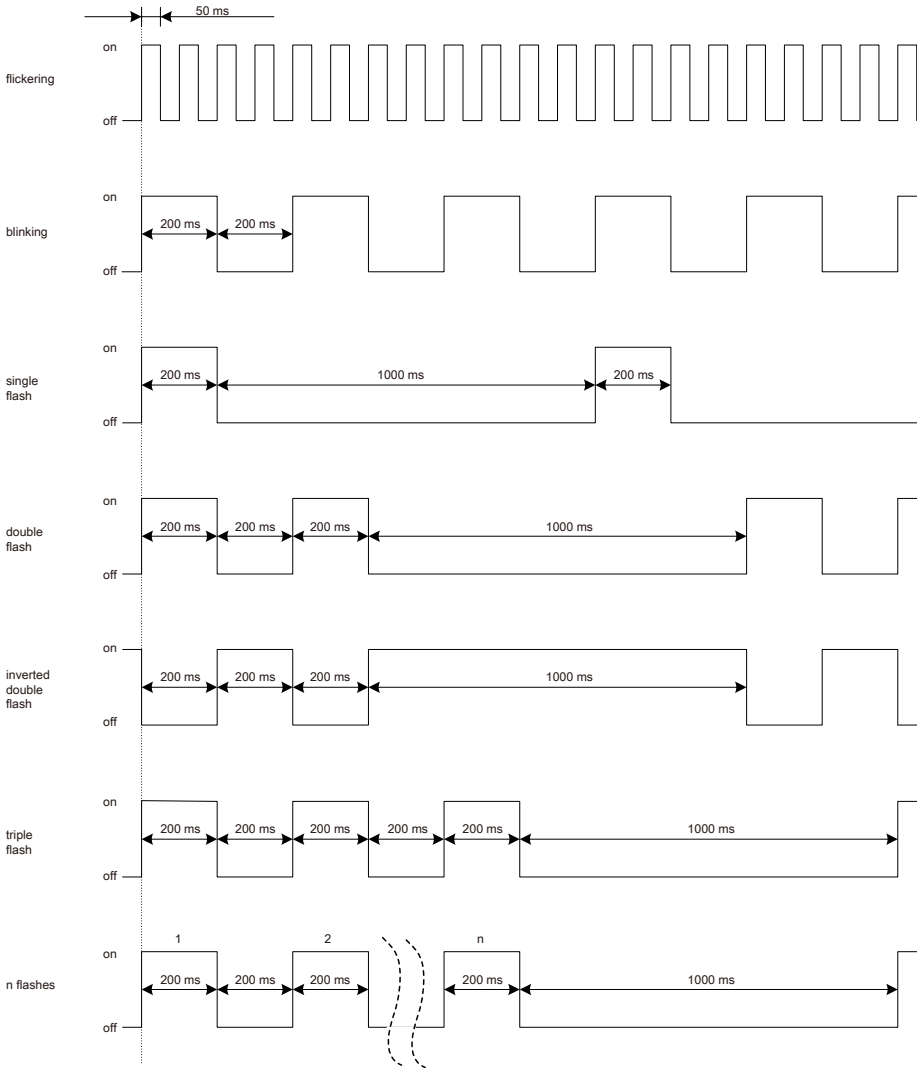 50 ms
on
flickering
off
on
200 ms 200 ms
blinking
off
on
200 ms 1000 ms 200 ms
single
flash
off
on
200 ms 200 ms 200 ms 1000 ms
double
flash
off
on
inverted
double
flash
200 ms 200 ms 200 ms 1000 ms
off
on
triple
flash
200 ms 200 ms 200 ms 200 ms 200 ms 1000 ms
off
1 2 n
on
n flashes
200 ms 200 ms 200 ms 200 ms 1000 ms
off